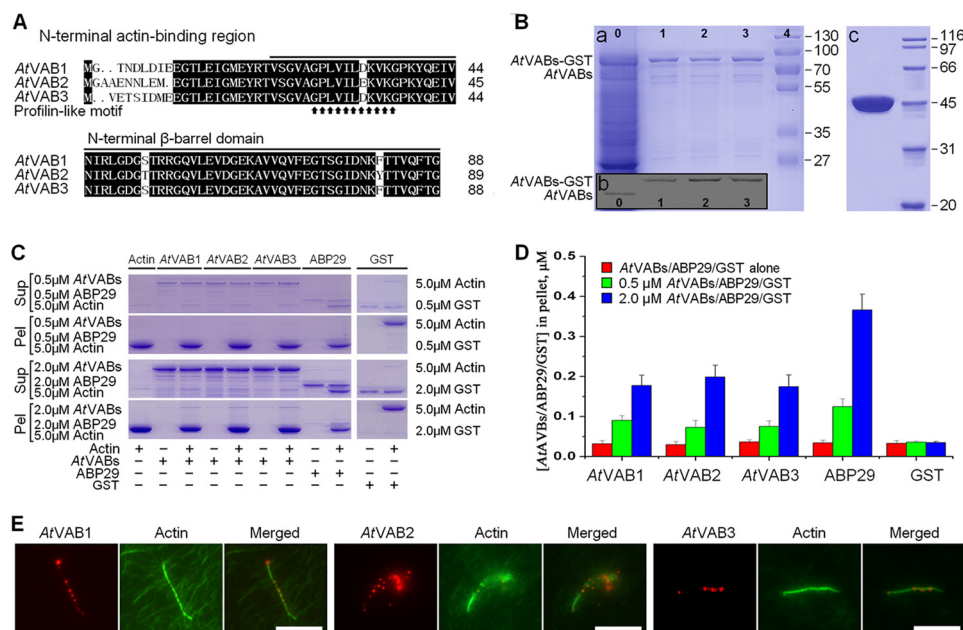 A
N-terminal actin-binding region
AtVAB1 MG..TNDLDIEEGTLEIGMEYRTVSGVAGPLVILDKVKGPKYQEIV 44
AtVAB2 MGAAENNLEM.EGTLEIGMEYRTVSGVAGPLVILEKVKGPKYQEIV 45
AtVAB3 M..VETSIDMEEGTLEIGMEYRTVSGVAGPLVILDKVKGPKYQEIV 44
Profilin-like motif
N-terminal β-barrel domain
AtVAB1 NIRLGDGSTRRGQVLEVDGEKAVVQVFEGTSGIDNKFTTVQFTG 88
AtVAB2 NIRLGDGTTRRGQVLEVDGEKAVVQVFEGTSGIDNKYTTVQFTG 89
AtVAB3 NIRLGDGSTRRGQVLEVDGEKAVVQVFEGTSGIDNKFTTVQFTG 88
B
a 0 1 2 3 4
AtVABs-GST
AtVABs
130
100
70
55
35
27
AtVABs-GST
AtVABs
b 0 1 2 3
c
116
97
66
45
31
20
C
Actin AtVAB1 AtVAB2 AtVAB3 ABP29 GST
Sup 0.5μM AtVABs 5.0μM Actin
0.5μM ABP29
5.0μM Actin 0.5μM GST
Pel 0.5μM AtVABs 5.0μM Actin
0.5μM ABP29
5.0μM Actin 0.5μM GST
Sup 2.0μM AtVABs 5.0μM Actin
2.0μM ABP29
5.0μM Actin 2.0μM GST
Pel 2.0μM AtVABs 5.0μM Actin
2.0μM ABP29
5.0μM Actin 2.0μM GST
Actin + − + − + − + − + − +
AtVABs − + + + + + + − − − −
ABP29 − − − − − − − + + − −
GST − − − − − − − − − + +
D
[AtAVBs/ABP29/GST] in pellet, μM
0.5
0.4
0.3
0.2
0.1
0.0
AtVABs/ABP29/GST alone
0.5 μM AtVABs/ABP29/GST
2.0 μM AtVABs/ABP29/GST
AtVAB1 AtVAB2 AtVAB3 ABP29 GST
E
AtVAB1 Actin Merged AtVAB2 Actin Merged AtVAB3 Actin Merged